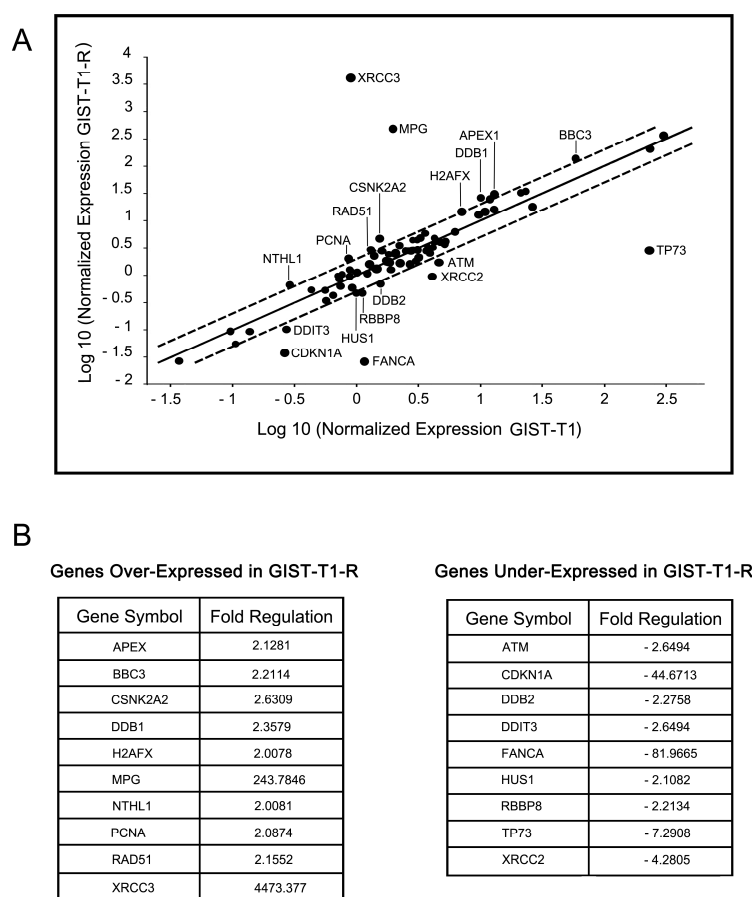 A
Log 10 (Normalized Expression GIST-T1-R)
4
3.5
3
2.5
2
1.5
1
0.5
0
- 0.5
- 1
- 1.5
- 2
XRCC3
MPG
APEX1
BBC3
DDB1
H2AFX
CSNK2A2
RAD51
PCNA
NTHL1
TP73
ATM
XRCC2
DDB2
RBBP8
HUS1
DDIT3
CDKN1A
FANCA
- 1.5 - 1 - 0.5 0 0.5 1 1.5 2 2.5
Log 10 (Normalized Expression GIST-T1)
B
Genes Over-Expressed in GIST-T1-R
Gene Symbol Fold Regulation
APEX 2.1281
BBC3 2.2114
CSNK2A2 2.6309
DDB1 2.3579
H2AFX 2.0078
MPG 243.7846
NTHL1 2.0081
PCNA 2.0874
RAD51 2.1552
XRCC3 4473.377
Genes Under-Expressed in GIST-T1-R
Gene Symbol Fold Regulation
ATM - 2.6494
CDKN1A - 44.6713
DDB2 - 2.2758
DDIT3 - 2.6494
FANCA - 81.9665
HUS1 - 2.1082
RBBP8 - 2.2134
TP73 - 7.2908
XRCC2 - 4.2805